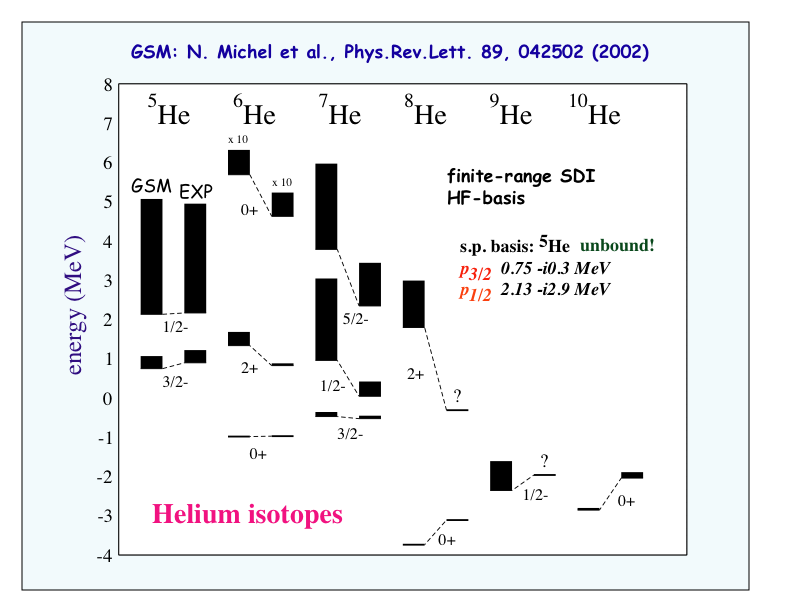 GSM: N. Michel et al., Phys.Rev.Lett. 89, 042502 (2002)
8
7
6
5
4
3
2
1
0
-1
-2
-3
-4
energy (MeV)
5He 6He 7He 8He 9He 10He
x 10
x 10
GSM EXP
0+
1/2-
3/2-
2+
0+
5/2-
1/2-
3/2-
2+
?
0+
?
1/2-
0+
finite-range SDI
HF-basis
s.p. basis: 5He unbound!
p3/2 0.75 -i0.3 MeV
p1/2 2.13 -i2.9 MeV
Helium isotopes